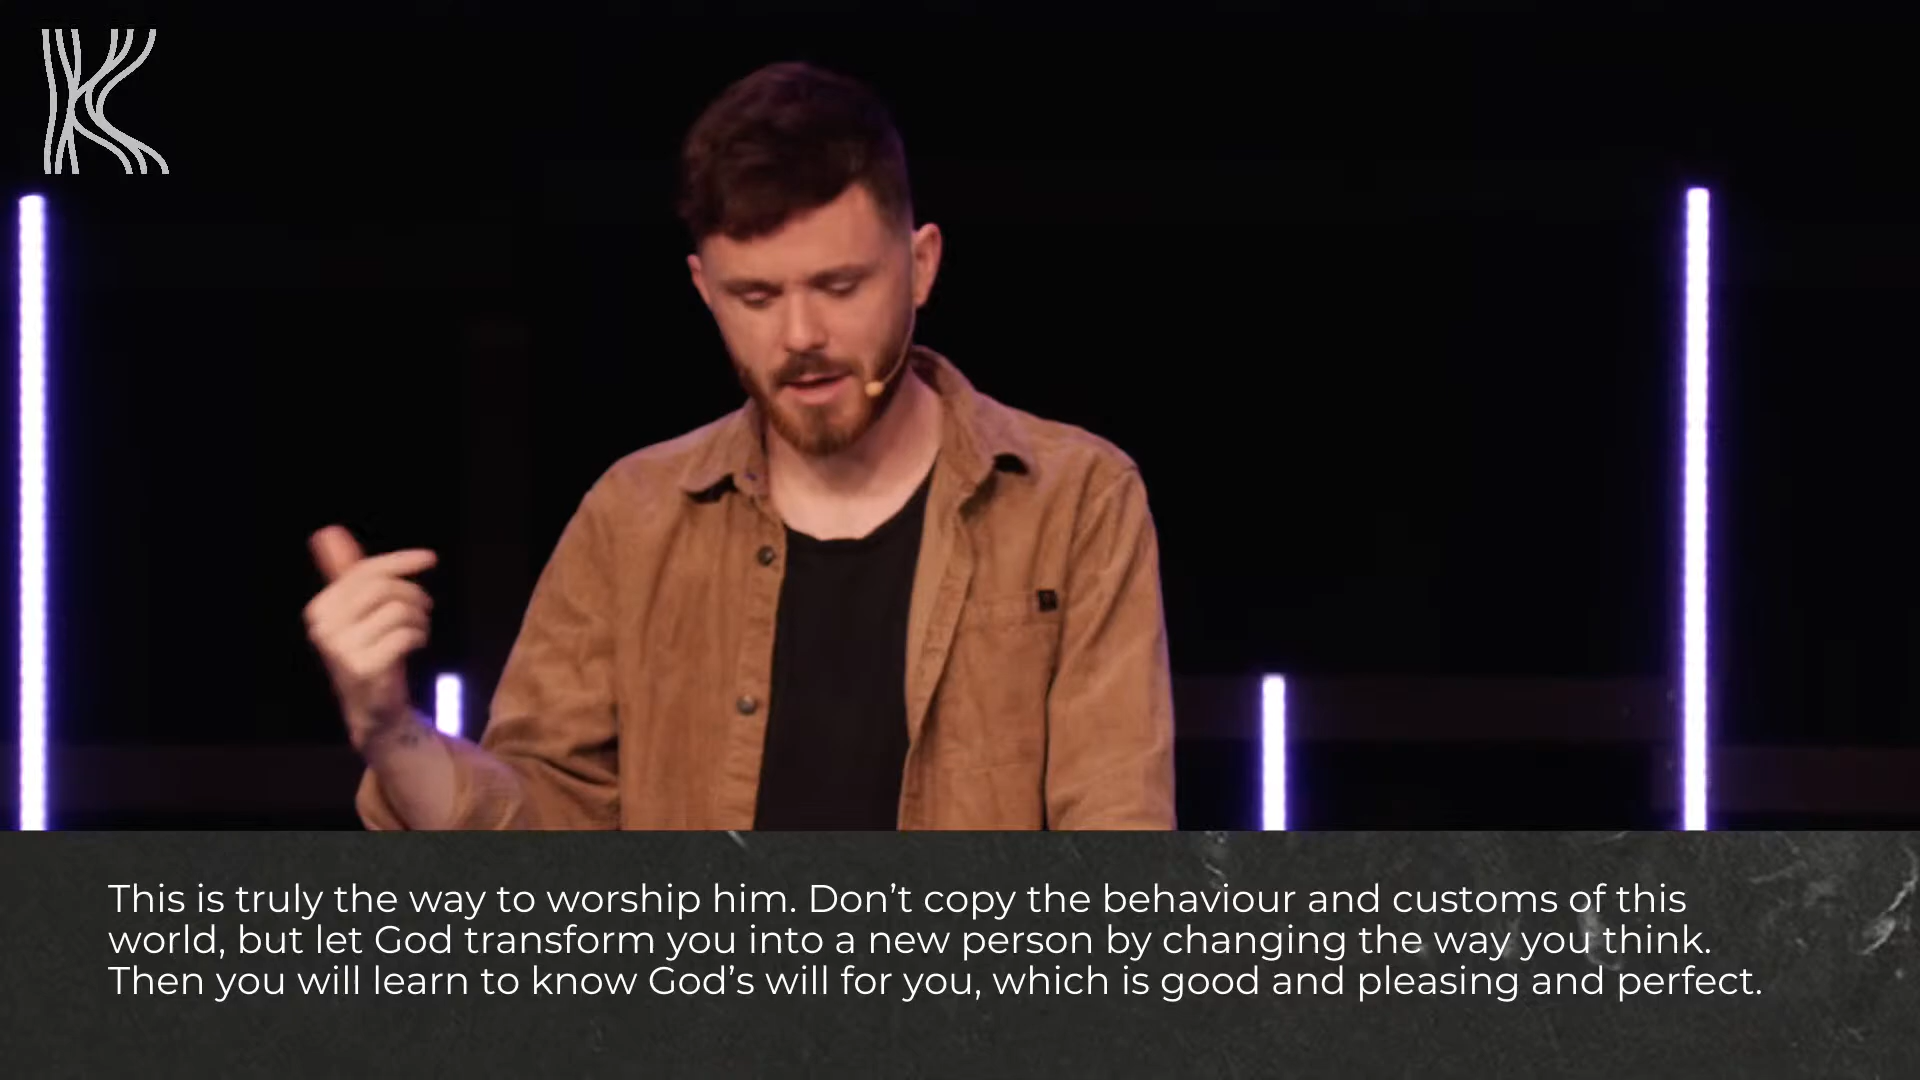 K
This is truly the way to worship him. Don’t copy the behaviour and customs of this
world, but let God transform you into a new person by changing the way you think.
Then you will learn to know God’s will for you, which is good and pleasing and perfect.